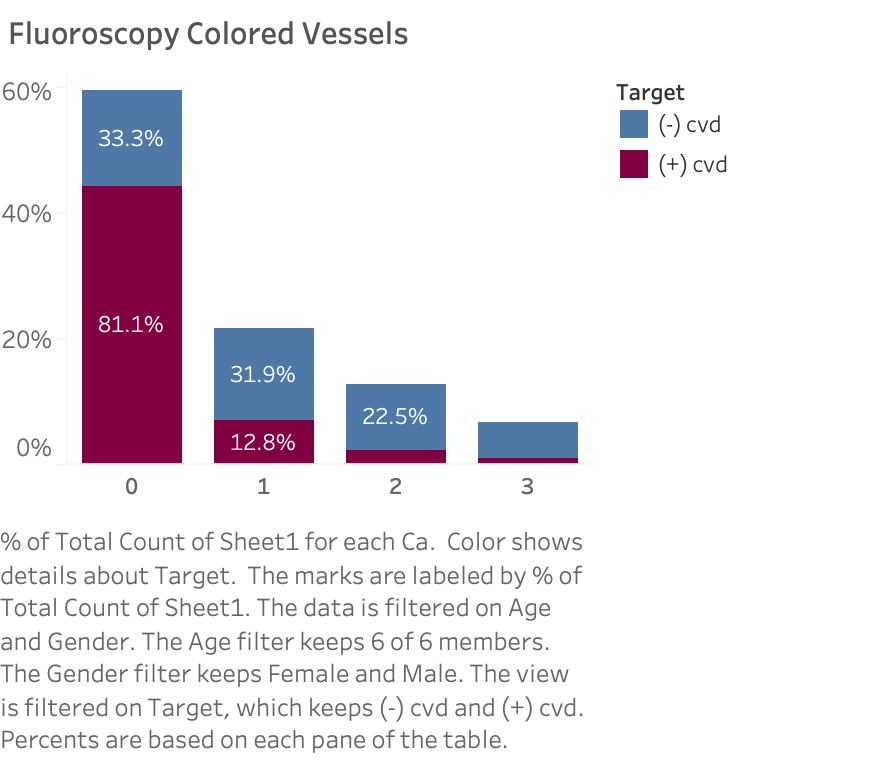 Fluoroscopy Colored Vessels
60%
40%
20%
0%
33.3%
81.1%
31.9%
12.8%
22.5%
0
1
2
3
Target
(-) cvd
(+) cvd
% of Total Count of Sheet1 for each Ca.  Color shows
details about Target.  The marks are labeled by % of
Total Count of Sheet1. The data is filtered on Age
and Gender. The Age filter keeps 6 of 6 members.
The Gender filter keeps Female and Male. The view
is filtered on Target, which keeps (-) cvd and (+) cvd.
Percents are based on each pane of the table.